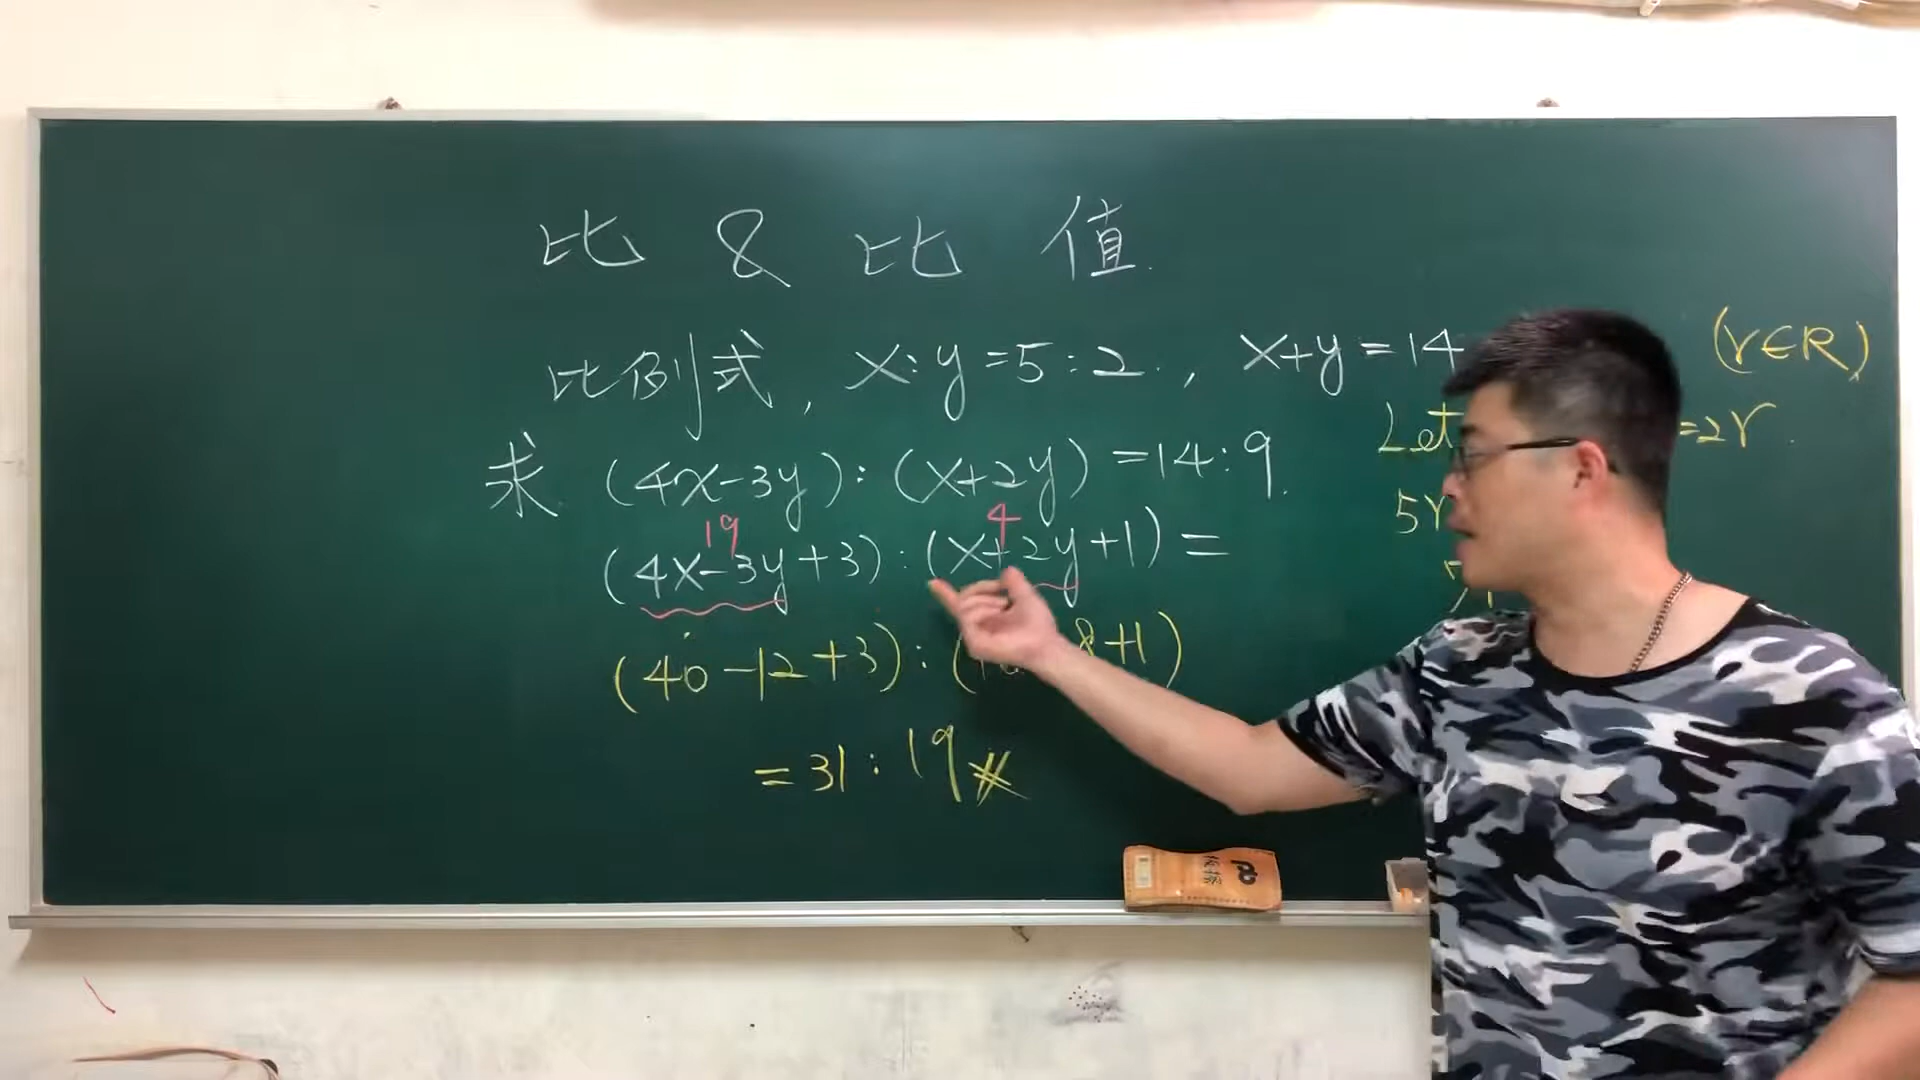 比 & 比值
比例式, x:y=5:2, x+y=14
(r∈R)
Let =2r.
求 (4x-3y):(x+2y)=14:9.
5r
19 4
(4x-3y+3):(x+2y+1)=
(40-12+3):( 8+1)
=31:19